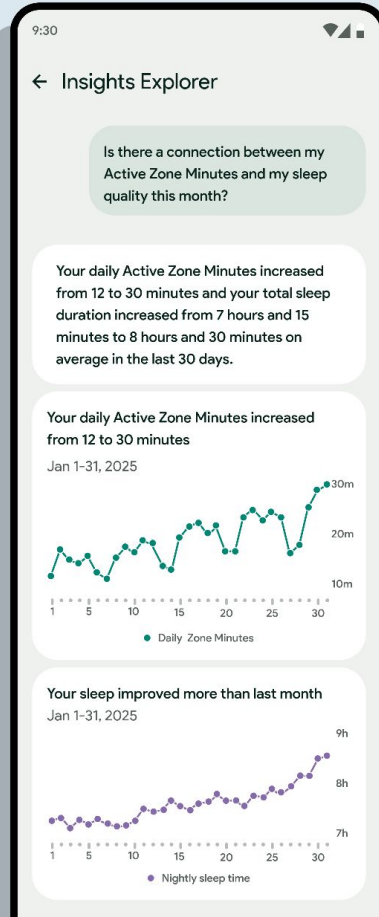 9:30
Insights Explorer
Is there a connection between my
Active Zone Minutes and my sleep
quality this month?
Your daily Active Zone Minutes increased
from 12 to 30 minutes and your total sleep
duration increased from 7 hours and 15
minutes to 8 hours and 30 minutes on
average in the last 30 days.
Your daily Active Zone Minutes increased
from 12 to 30 minutes
Jan 1-31, 2025
30m
20m
10m
1 5 10 15 20 25 30
Daily Zone Minutes
Your sleep improved more than last month
Jan 1-31, 2025
9h
8h
7h
1 5 10 15 20 25 30
Nightly sleep time